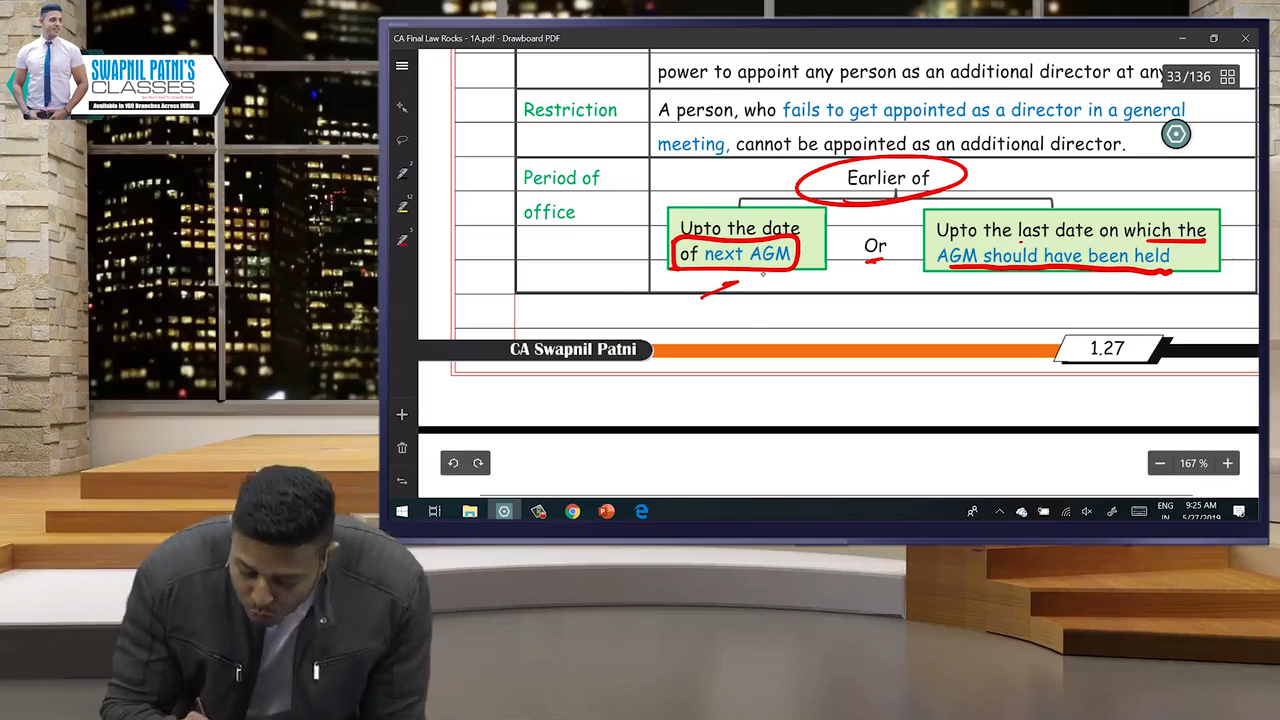 SWAPNIL PATNI'S
CLASSES
Available in 160 Branches Across INDIA
CA Final Law Rocks - 1A.pdf - Drawboard PDF
33/136
power to appoint any person as an additional director at any
Restriction
A person, who fails to get appointed as a director in a general
meeting, cannot be appointed as an additional director.
Period of
office
Earlier of
Upto the date
of next AGM
Or
Upto the last date on which the
AGM should have been held
CA Swapnil Patni
1.27
167 %
ENG
IN
9:25 AM
5/27/2019